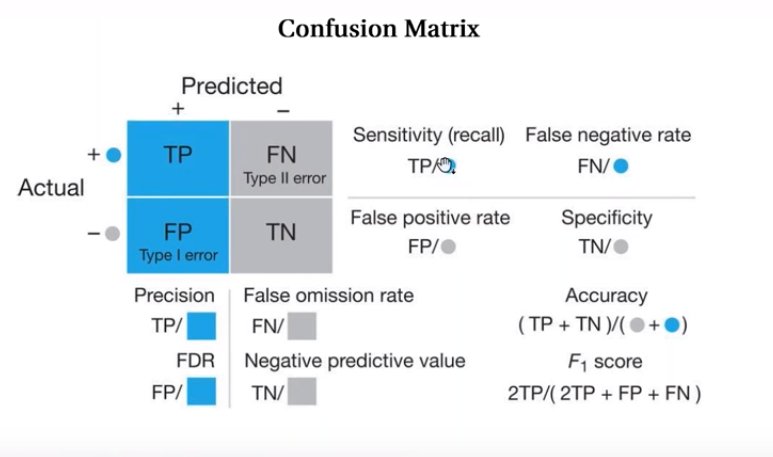 Confusion Matrix
Predicted
+ −
+ TP FN
Type II error
Actual
− FP TN
Type I error
Sensitivity (recall) False negative rate
TP/ FN/
False positive rate Specificity
FP/ TN/
Precision False omission rate Accuracy
TP/ FN/ ( TP + TN )/( + )
FDR Negative predictive value F₁ score
FP/ TN/ 2TP/( 2TP + FP + FN )